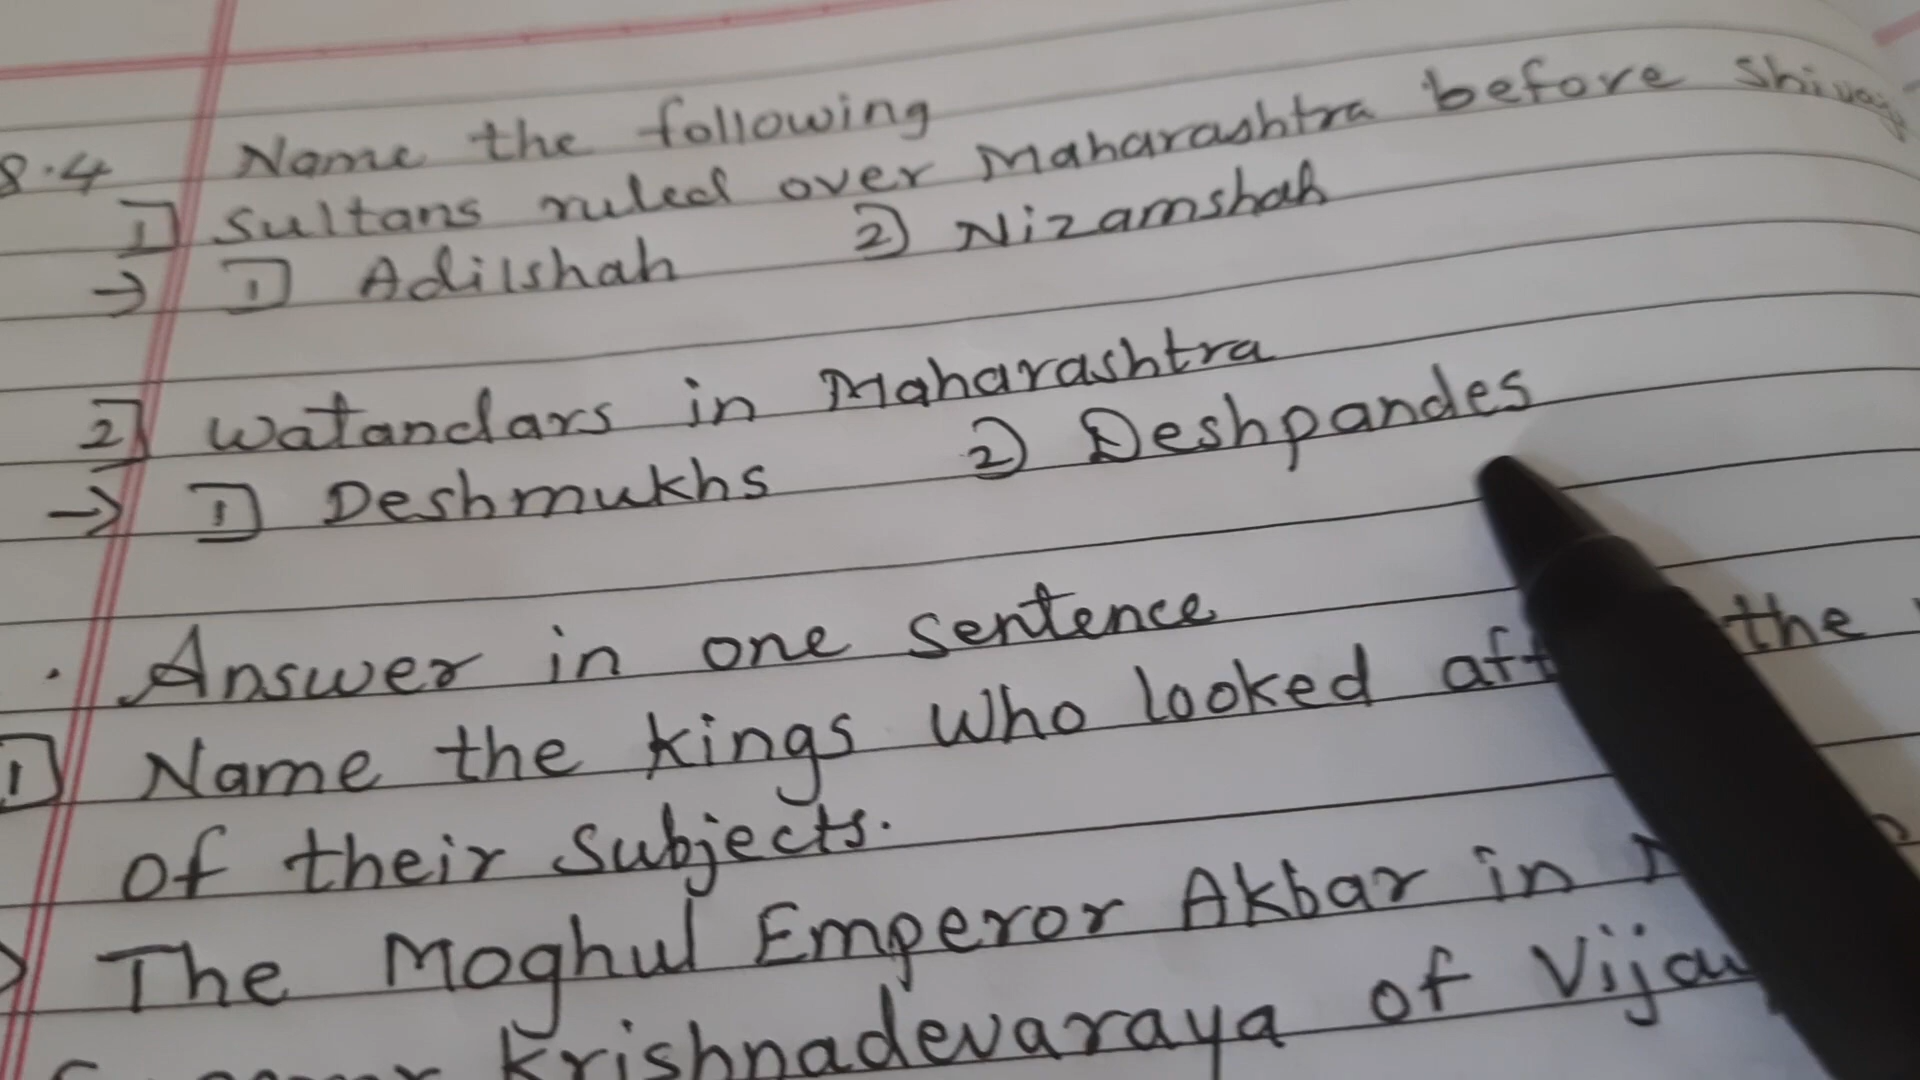 8.4 Name the following
1) Sultans ruled over Maharashtra before
→ 1) Adilshah 2) Nizamshah
2) Watandars in Maharashtra
→ 1) Deshmukhs 2) Deshpandes
. Answer in one sentence
1) Name the kings who looked the
of their subjects.
The Moghul Emperor Akbar in
Krishnadevaraya of